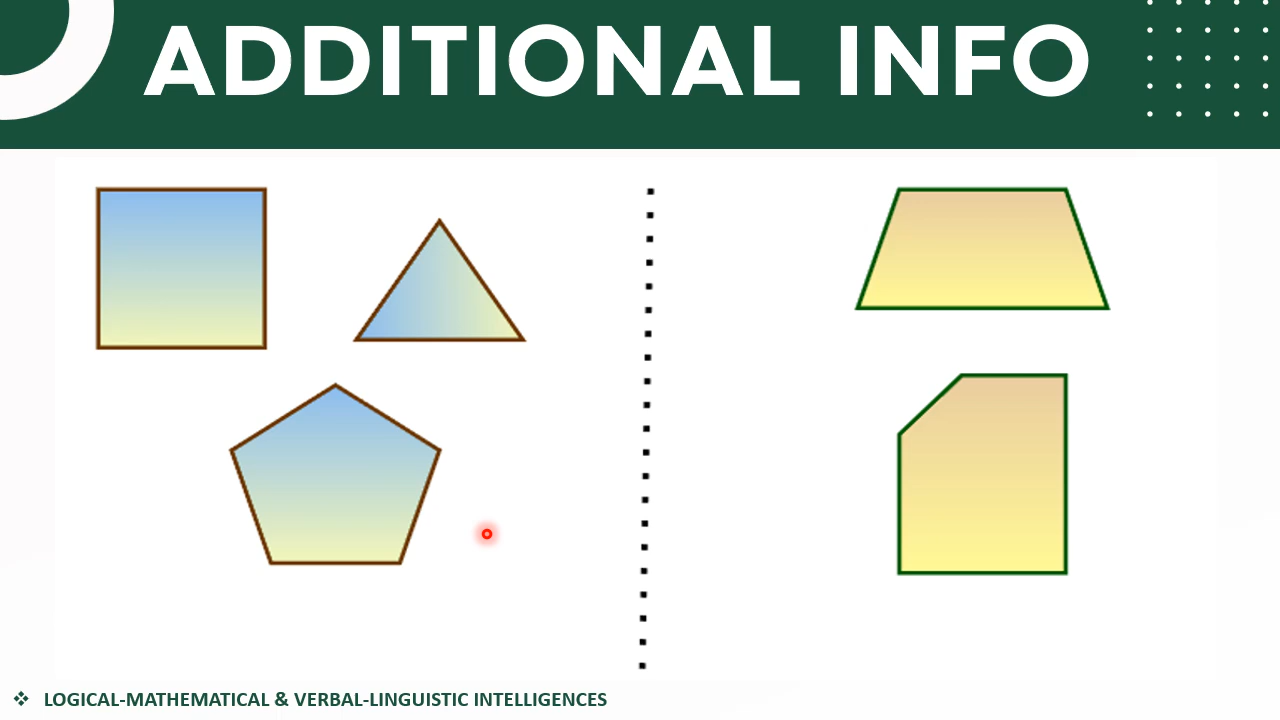 ADDITIONAL INFO
LOGICAL-MATHEMATICAL & VERBAL-LINGUISTIC INTELLIGENCES